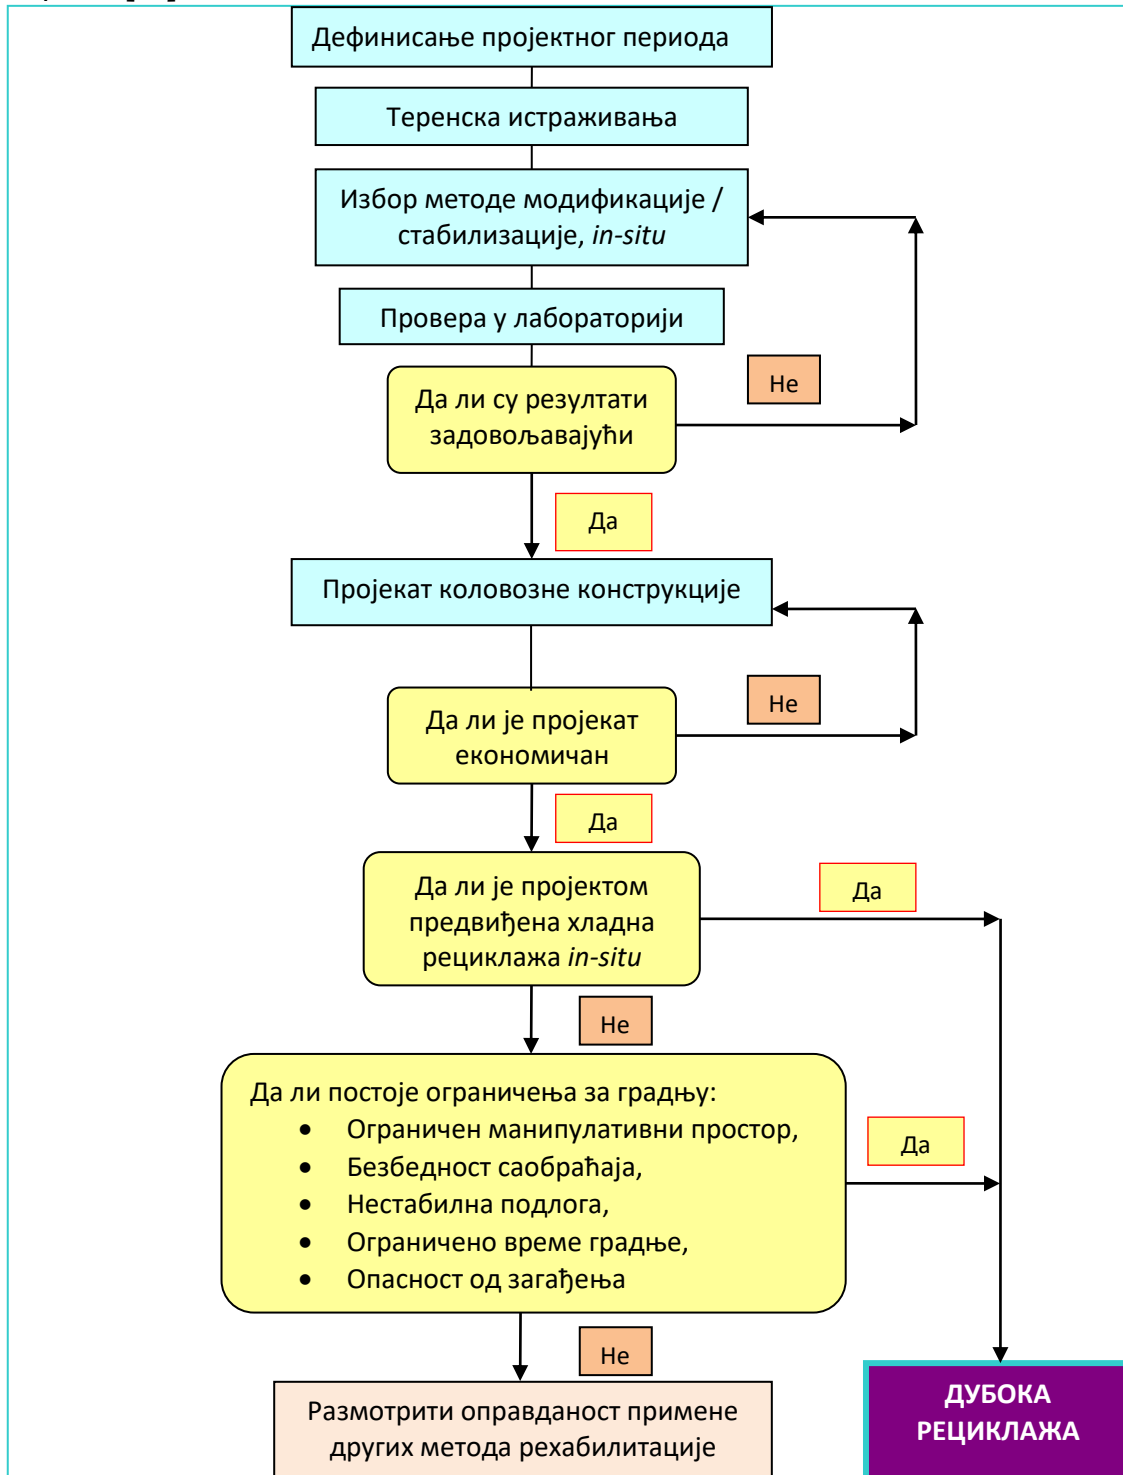 Дефинисање пројектног периода
Теренска истраживања
Избор методе модификације /
стабилизације, in-situ
Провера у лабораторији
Да ли су резултати
задовољавајући
Не
Да
Пројекат коловозне конструкције
Да ли је пројекат
економичан
Не
Да
Да ли је пројектом
предвиђена хладна
рециклажа in-situ
Да
Не
Да ли постоје ограничења за градњу:
• Ограничен манипулативни простор,
• Безбедност саобраћаја,
• Нестабилна подлога,
• Ограничено време градње,
• Опасност од загађења
Да
Не
Размотрити оправданост примене
других метода рехабилитације
ДУБОКА
РЕЦИКЛАЖА